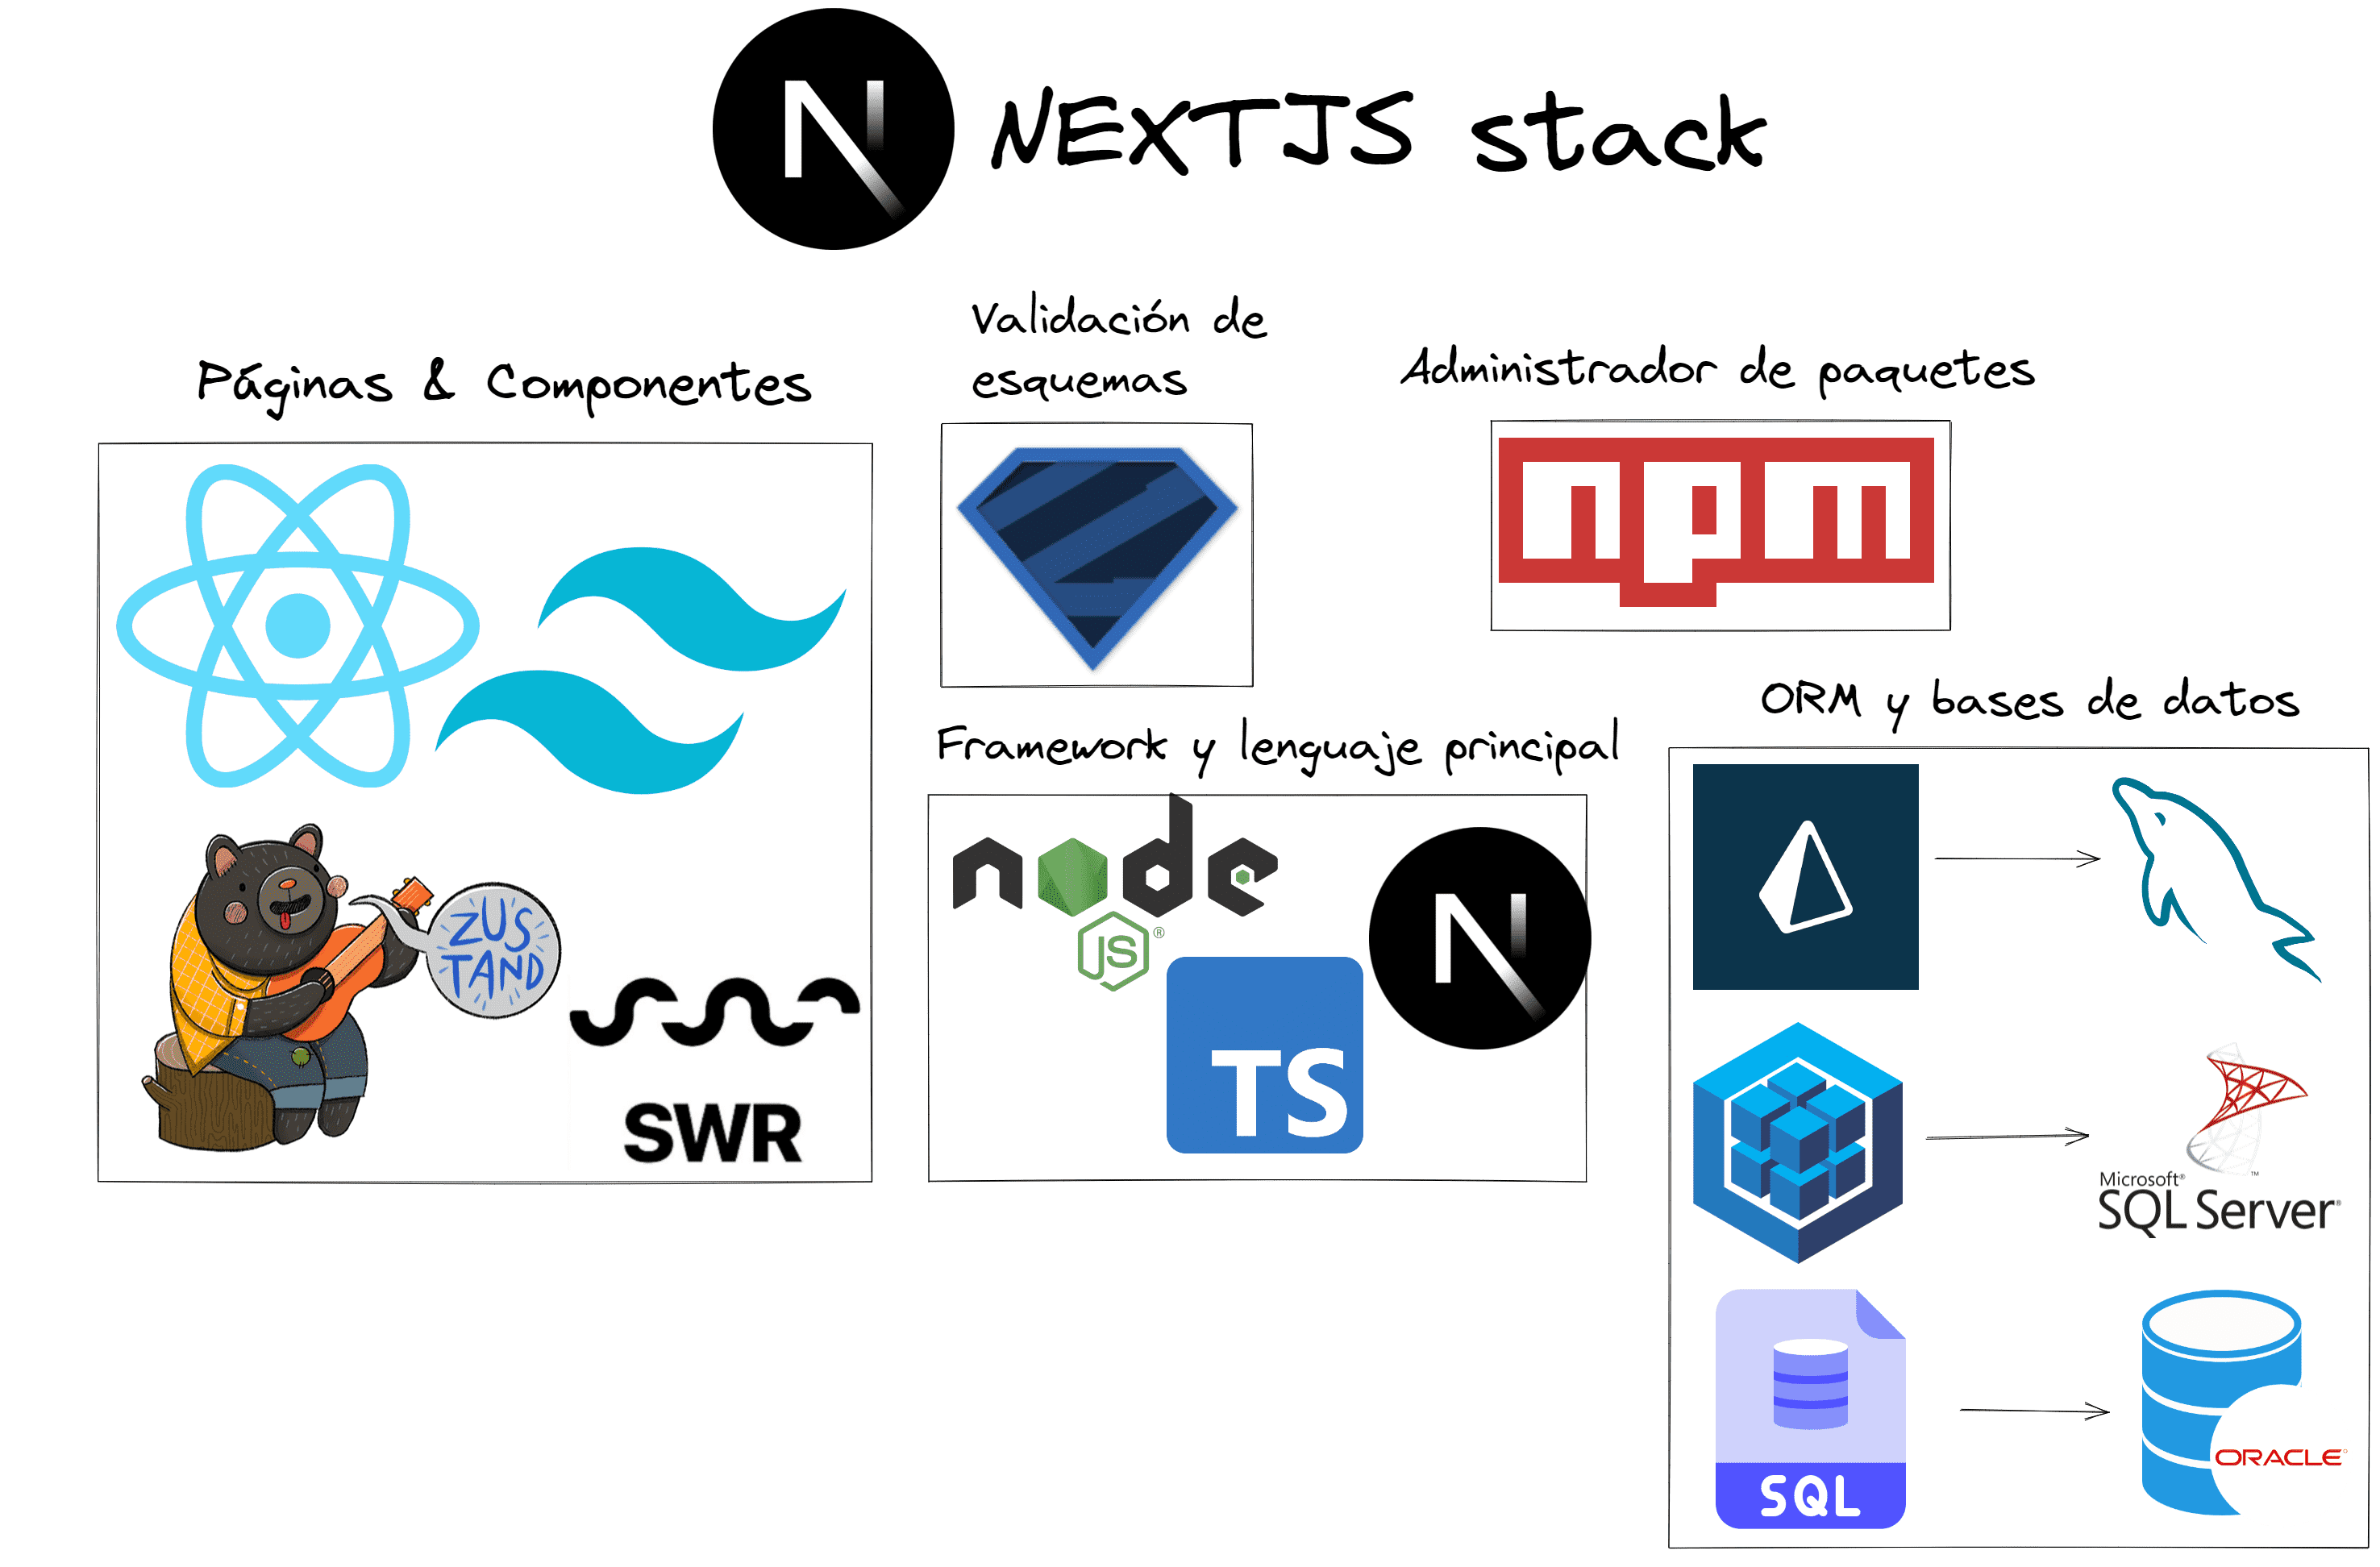 NEXTJS stack
Validación de
esquemas
Páginas & Componentes
Administrador de paquetes
npm
ORM y bases de datos
Framework y lenguaje principal
node
JS®
TS
ZUS
TAND
SWR
Microsoft®
SQL Server®
SQL
ORACLE